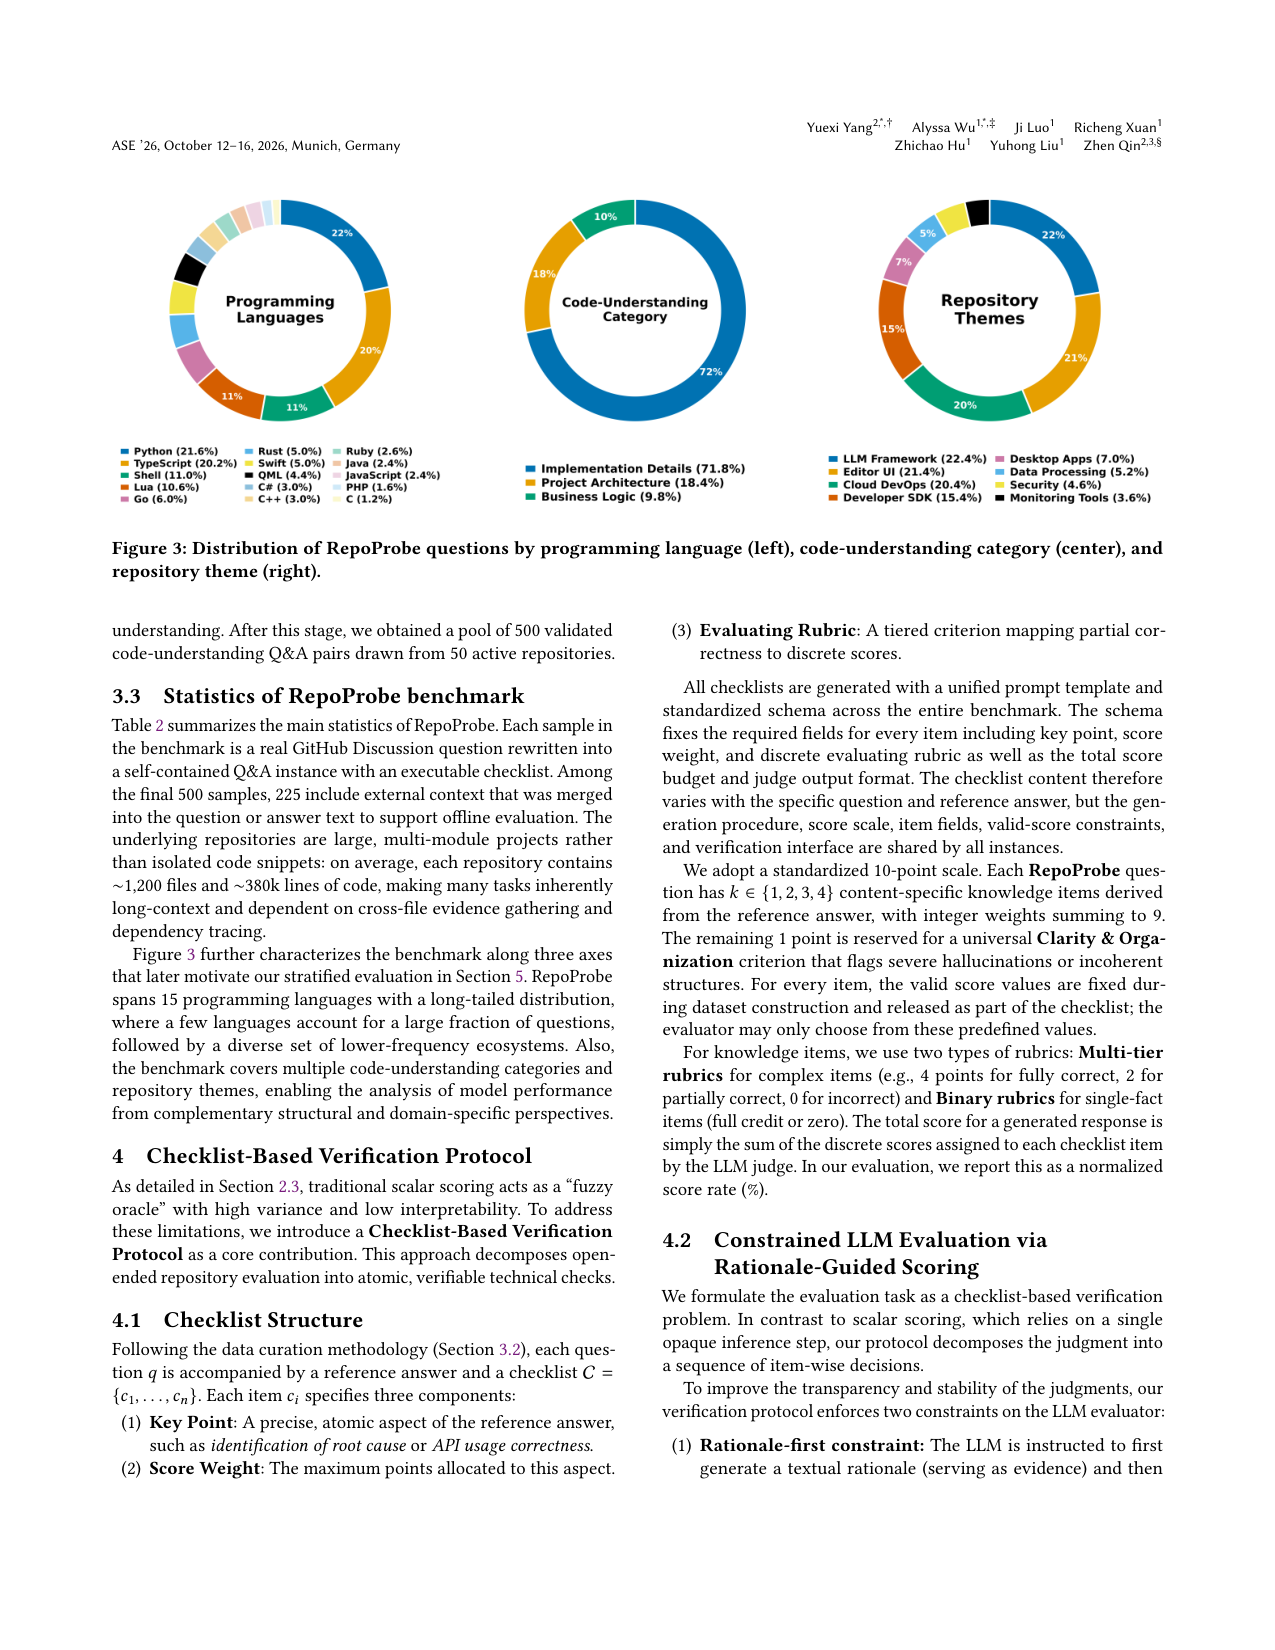 ASE ’26, October 12–16, 2026, Munich, Germany
Yuexi Yang2,*,† Alyssa Wu1,*,‡ Ji Luo1 Richeng Xuan1
Zhichao Hu1 Yuhong Liu1 Zhen Qin2,3,§
22%
20%
11%
11%
Programming
Languages
Python (21.6%)
TypeScript (20.2%)
Shell (11.0%)
Lua (10.6%)
Go (6.0%)
Rust (5.0%)
Swift (5.0%)
QML (4.4%)
C# (3.0%)
C++ (3.0%)
Ruby (2.6%)
Java (2.4%)
JavaScript (2.4%)
PHP (1.6%)
C (1.2%)
10%
18%
72%
Code-Understanding
Category
Implementation Details (71.8%)
Project Architecture (18.4%)
Business Logic (9.8%)
22%
21%
20%
15%
7%
5%
Repository
Themes
LLM Framework (22.4%)
Editor UI (21.4%)
Cloud DevOps (20.4%)
Developer SDK (15.4%)
Desktop Apps (7.0%)
Data Processing (5.2%)
Security (4.6%)
Monitoring Tools (3.6%)
Figure 3: Distribution of RepoProbe questions by programming language (left), code-understanding category (center), and
repository theme (right).
understanding. After this stage, we obtained a pool of 500 validated
code-understanding Q&A pairs drawn from 50 active repositories.
3.3 Statistics of RepoProbe benchmark
Table 2 summarizes the main statistics of RepoProbe. Each sample in
the benchmark is a real GitHub Discussion question rewritten into
a self-contained Q&A instance with an executable checklist. Among
the final 500 samples, 225 include external context that was merged
into the question or answer text to support offline evaluation. The
underlying repositories are large, multi-module projects rather
than isolated code snippets: on average, each repository contains
~1,200 files and ~380k lines of code, making many tasks inherently
long-context and dependent on cross-file evidence gathering and
dependency tracing.
Figure 3 further characterizes the benchmark along three axes
that later motivate our stratified evaluation in Section 5. RepoProbe
spans 15 programming languages with a long-tailed distribution,
where a few languages account for a large fraction of questions,
followed by a diverse set of lower-frequency ecosystems. Also,
the benchmark covers multiple code-understanding categories and
repository themes, enabling the analysis of model performance
from complementary structural and domain-specific perspectives.
4 Checklist-Based Verification Protocol
As detailed in Section 2.3, traditional scalar scoring acts as a “fuzzy
oracle” with high variance and low interpretability. To address
these limitations, we introduce a Checklist-Based Verification
Protocol as a core contribution. This approach decomposes open-
ended repository evaluation into atomic, verifiable technical checks.
4.1 Checklist Structure
Following the data curation methodology (Section 3.2), each ques-
tion q is accompanied by a reference answer and a checklist C =
{c1, . . . , cn}. Each item ci specifies three components:
(1) Key Point: A precise, atomic aspect of the reference answer,
such as identification of root cause or API usage correctness.
(2) Score Weight: The maximum points allocated to this aspect.
(3) Evaluating Rubric: A tiered criterion mapping partial cor-
rectness to discrete scores.
All checklists are generated with a unified prompt template and
standardized schema across the entire benchmark. The schema
fixes the required fields for every item including key point, score
weight, and discrete evaluating rubric as well as the total score
budget and judge output format. The checklist content therefore
varies with the specific question and reference answer, but the gen-
eration procedure, score scale, item fields, valid-score constraints,
and verification interface are shared by all instances.
We adopt a standardized 10-point scale. Each RepoProbe ques-
tion has k ∈ {1, 2, 3, 4} content-specific knowledge items derived
from the reference answer, with integer weights summing to 9.
The remaining 1 point is reserved for a universal Clarity & Orga-
nization criterion that flags severe hallucinations or incoherent
structures. For every item, the valid score values are fixed dur-
ing dataset construction and released as part of the checklist; the
evaluator may only choose from these predefined values.
For knowledge items, we use two types of rubrics: Multi-tier
rubrics for complex items (e.g., 4 points for fully correct, 2 for
partially correct, 0 for incorrect) and Binary rubrics for single-fact
items (full credit or zero). The total score for a generated response is
simply the sum of the discrete scores assigned to each checklist item
by the LLM judge. In our evaluation, we report this as a normalized
score rate (%).
4.2 Constrained LLM Evaluation via
Rationale-Guided Scoring
We formulate the evaluation task as a checklist-based verification
problem. In contrast to scalar scoring, which relies on a single
opaque inference step, our protocol decomposes the judgment into
a sequence of item-wise decisions.
To improve the transparency and stability of the judgments, our
verification protocol enforces two constraints on the LLM evaluator:
(1) Rationale-first constraint: The LLM is instructed to first
generate a textual rationale (serving as evidence) and then